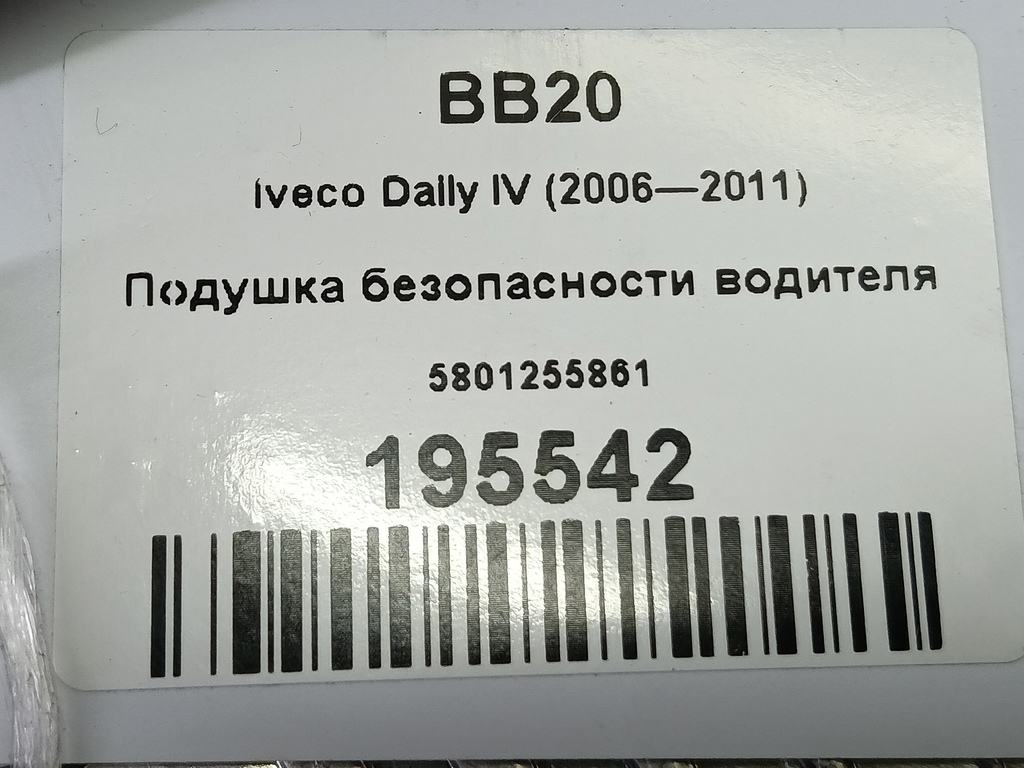 BB20
Iveco Daily IV (2006—2011)
Подушка безопасности водителя
5801255861
195542